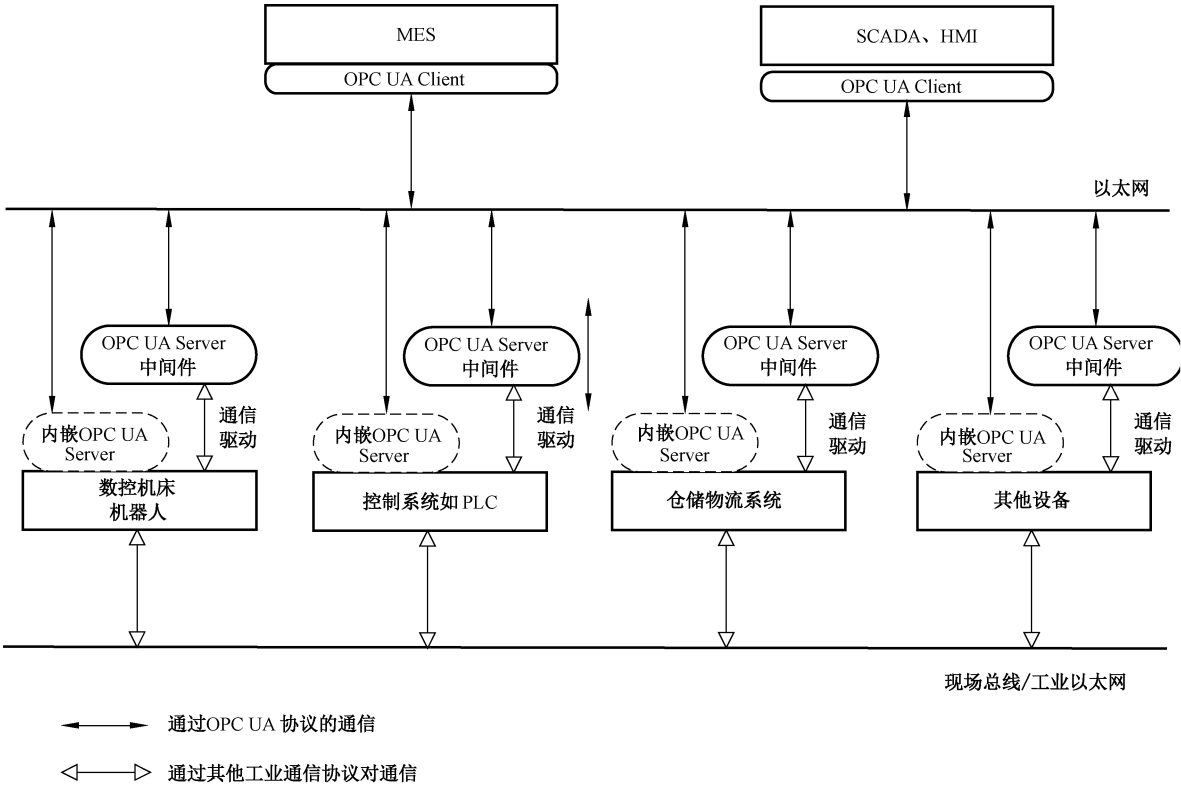 MES
SCADA、HMI
OPC UA Client
OPC UA Client
以太网
OPC UA Server
中间件
OPC UA Server
中间件
OPC UA Server
中间件
OPC UA Server
中间件
通信
驱动
通信
驱动
通信
驱动
通信
驱动
内嵌OPC UA
Server
内嵌OPC UA
Server
内嵌OPC UA
Server
内嵌OPC UA
Server
数控机床
机器人
控制系统如 PLC
仓储物流系统
其他设备
现场总线/工业以太网
通过OPC UA 协议的通信
通过其他工业通信协议对通信